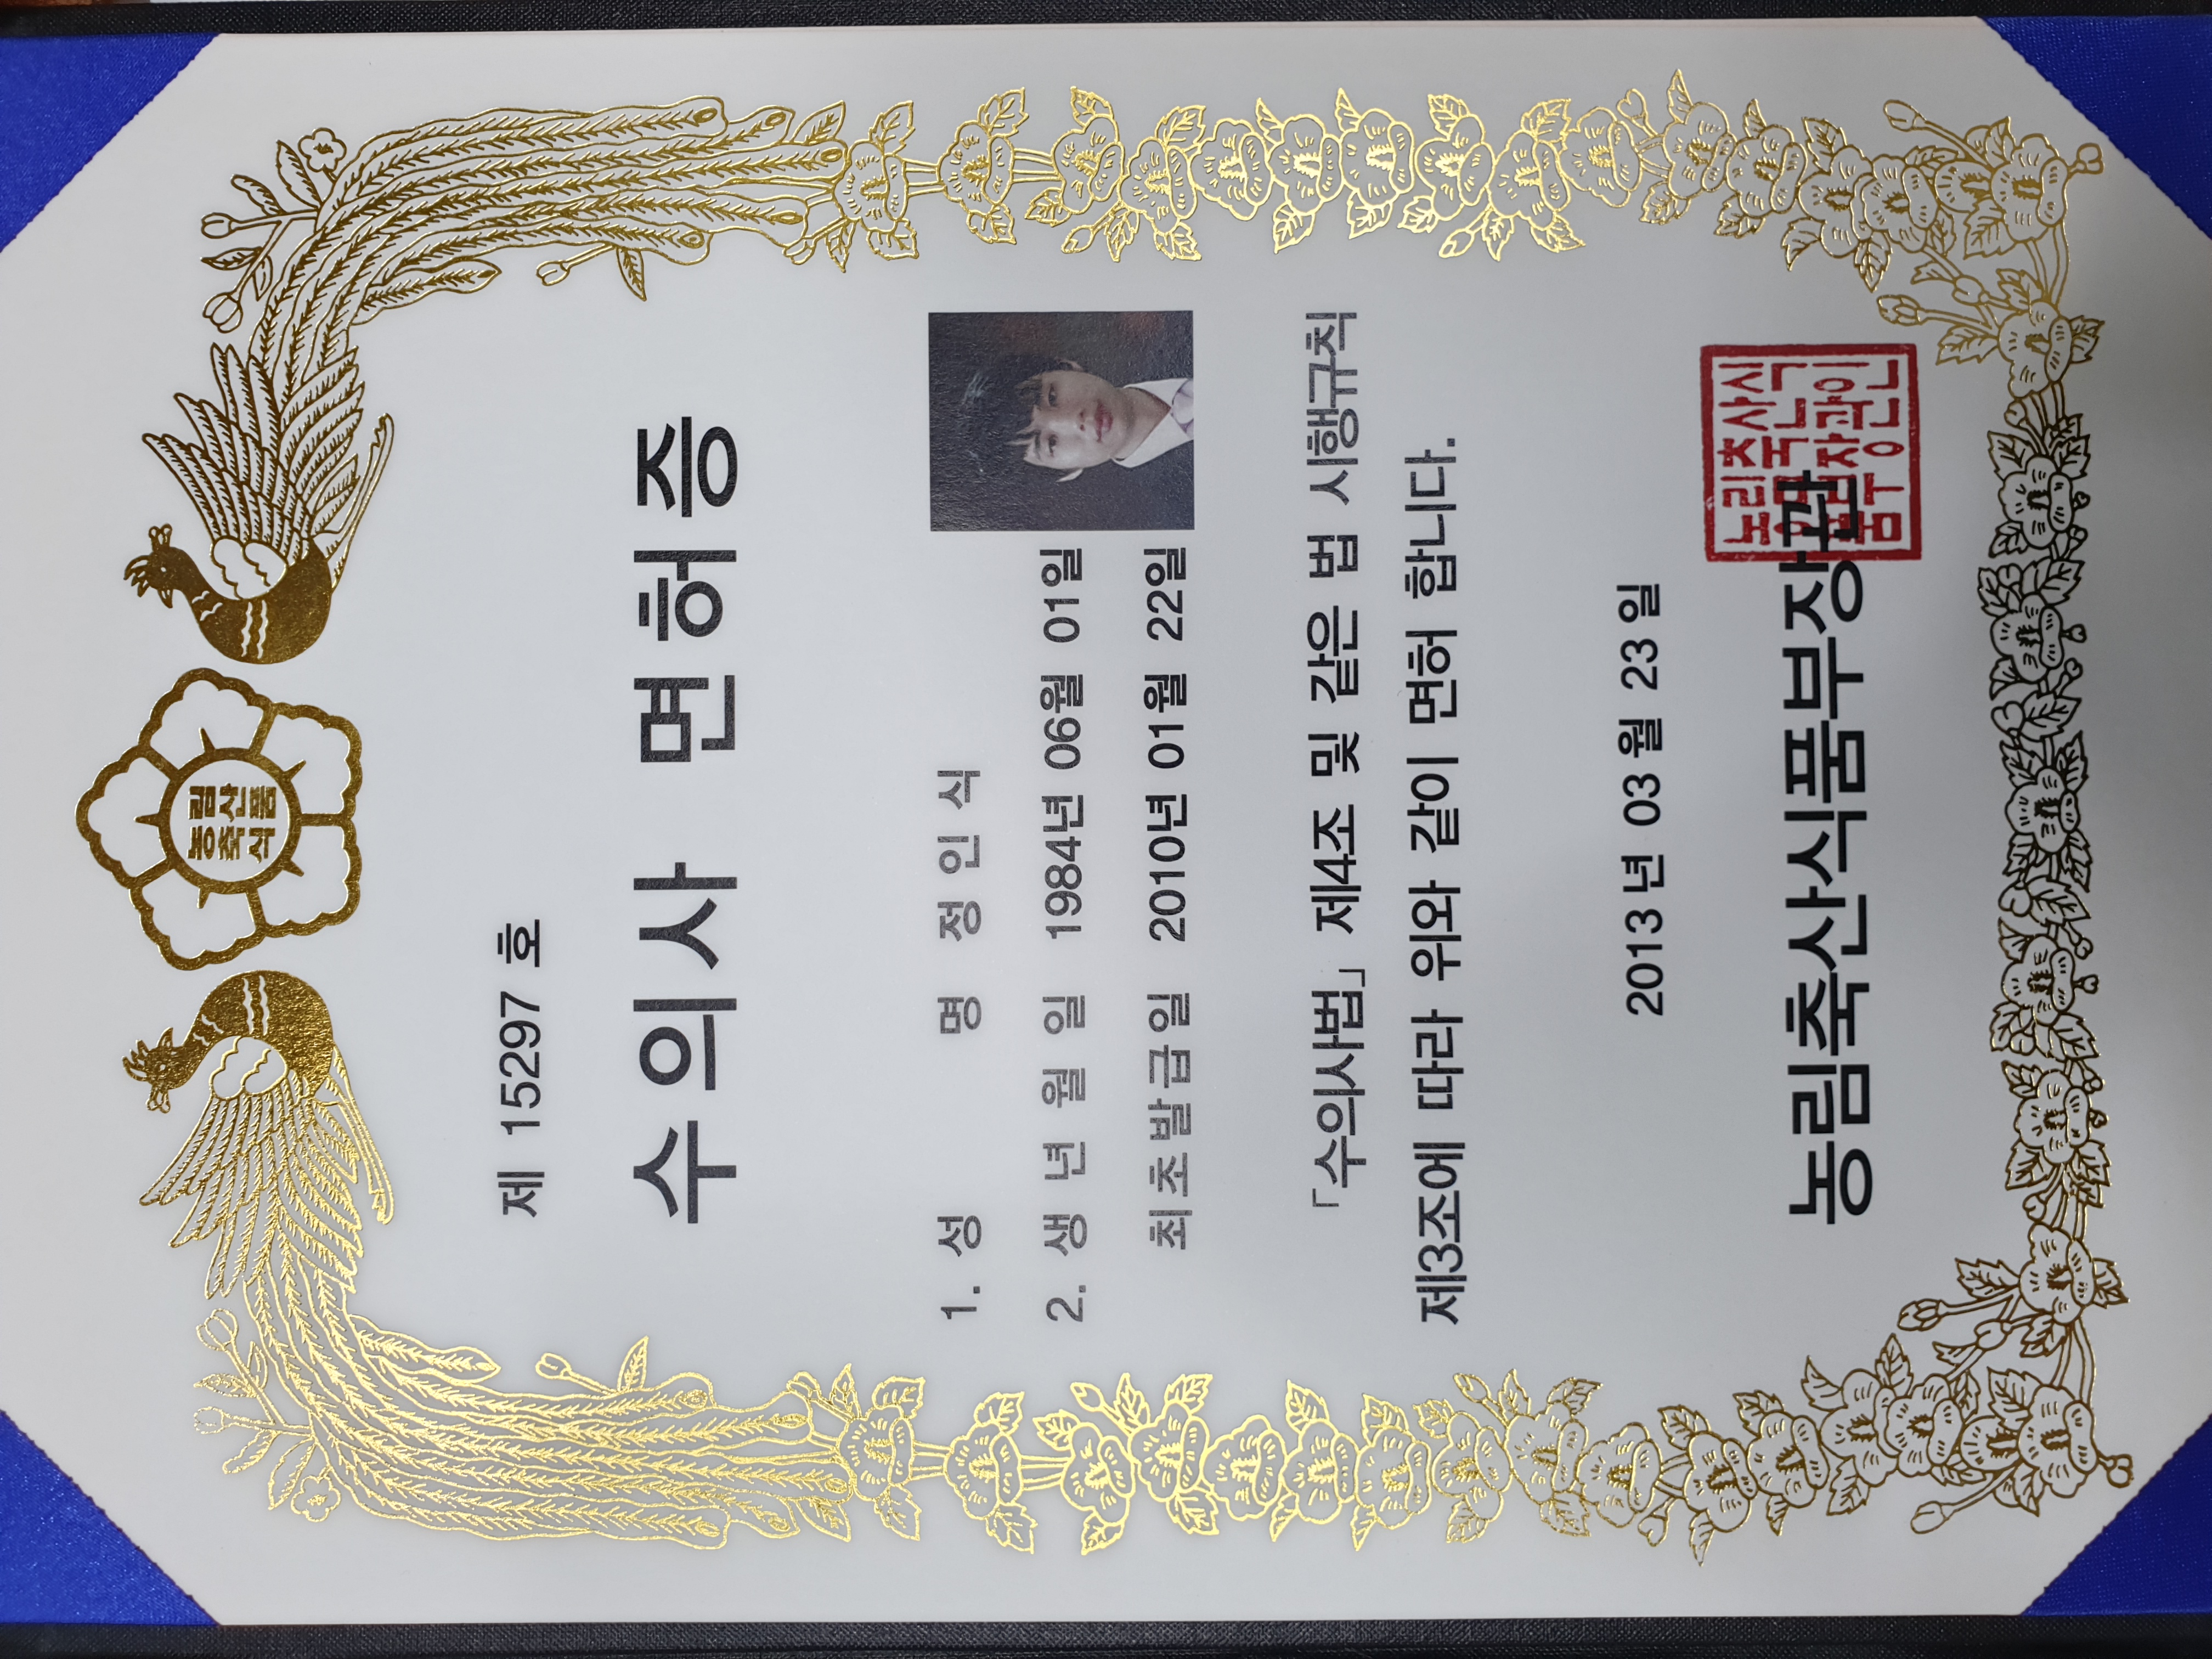 농림
축산
식품
제 15297 호
수의사 면허증
1. 성 명 정 인 식
2. 생 년 월 일 1984년 06월 01일
최초발급일 2010년 01월 22일
「수의사법」 제4조 및 같은 법 시행규칙
제3조에 따라 위와 같이 면허 합니다.
2013 년 03 월 23 일
농림축산식품부장관
농림축산식
품부장관인